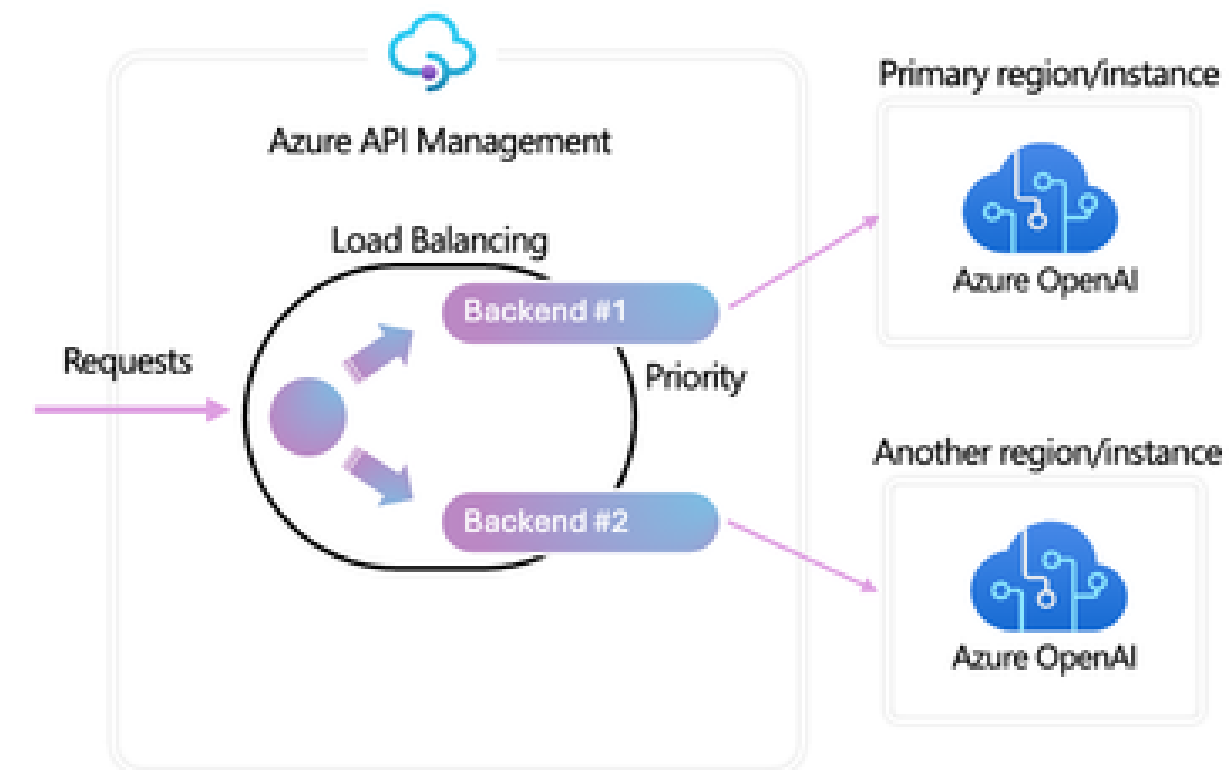 Azure API Management
Primary region/instance
Azure OpenAI
Load Balancing
Backend #1
Requests
Priority
Another region/instance
Backend #2
Azure OpenAI